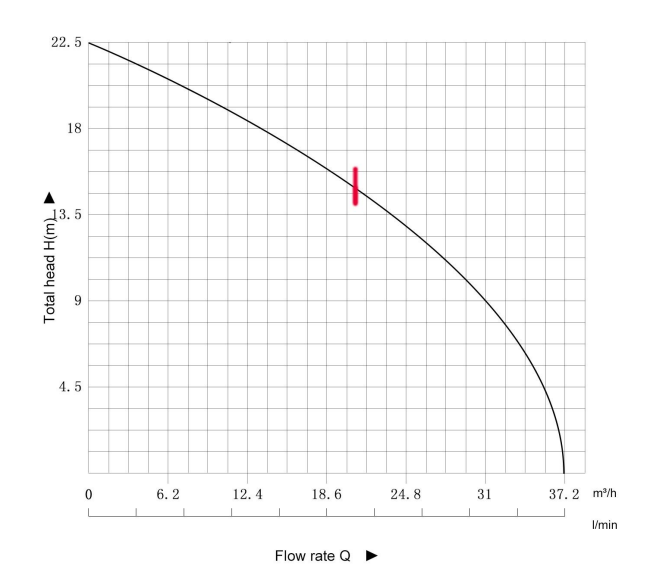 22.5
18
13.5
9
4.5
Total head H(m) ▲
0 6.2 12.4 18.6 24.8 31 37.2 m³/h
l/min
Flow rate Q ►